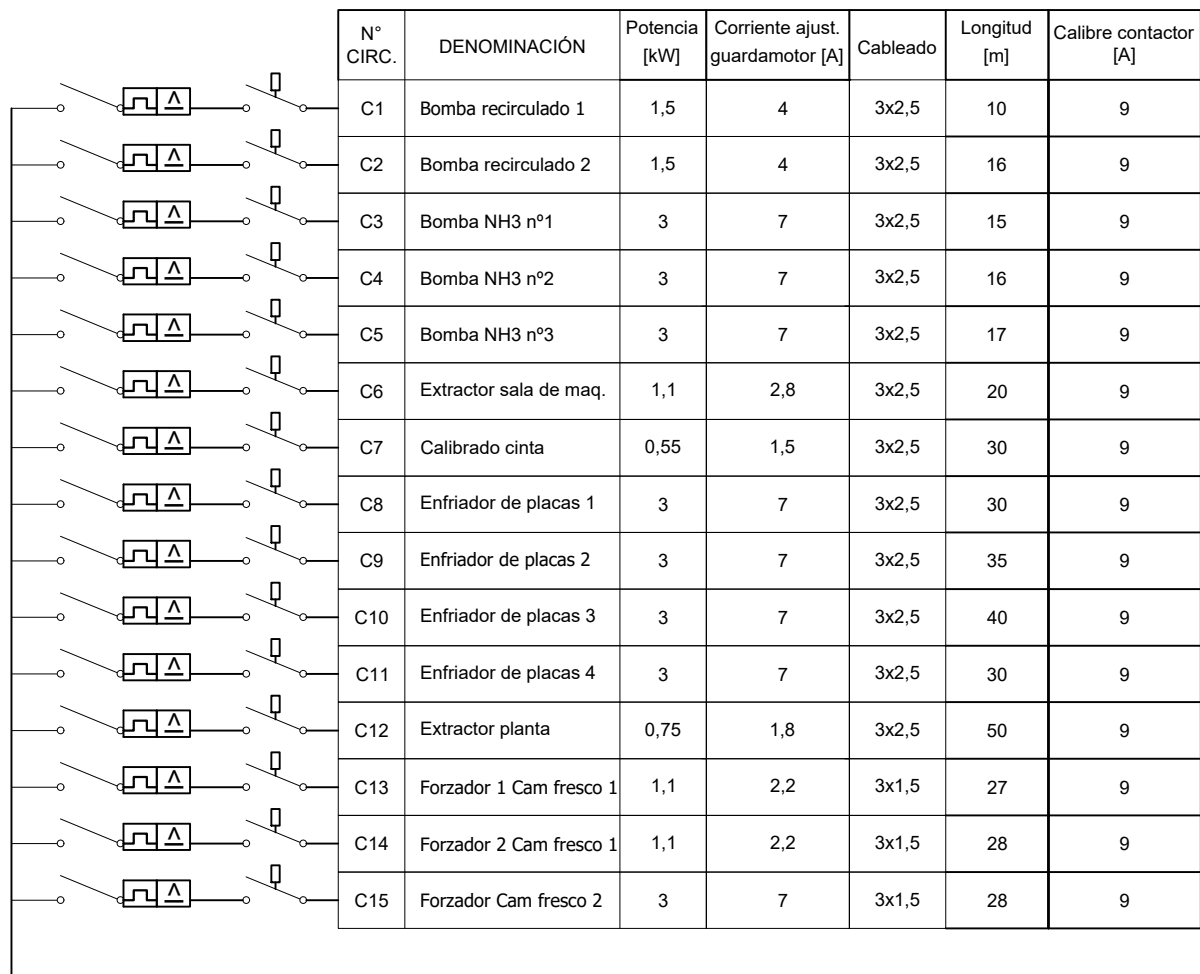 N° CIRC. DENOMINACIÓN Potencia [kW] Corriente ajust. guardamotor [A] Cableado Longitud [m] Calibre contactor [A]
C1 Bomba recirculado 1 1,5 4 3x2,5 10 9
C2 Bomba recirculado 2 1,5 4 3x2,5 16 9
C3 Bomba NH3 nº1 3 7 3x2,5 15 9
C4 Bomba NH3 nº2 3 7 3x2,5 16 9
C5 Bomba NH3 nº3 3 7 3x2,5 17 9
C6 Extractor sala de maq. 1,1 2,8 3x2,5 20 9
C7 Calibrado cinta 0,55 1,5 3x2,5 30 9
C8 Enfriador de placas 1 3 7 3x2,5 30 9
C9 Enfriador de placas 2 3 7 3x2,5 35 9
C10 Enfriador de placas 3 3 7 3x2,5 40 9
C11 Enfriador de placas 4 3 7 3x2,5 30 9
C12 Extractor planta 0,75 1,8 3x2,5 50 9
C13 Forzador 1 Cam fresco 1 1,1 2,2 3x1,5 27 9
C14 Forzador 2 Cam fresco 1 1,1 2,2 3x1,5 28 9
C15 Forzador Cam fresco 2 3 7 3x1,5 28 9